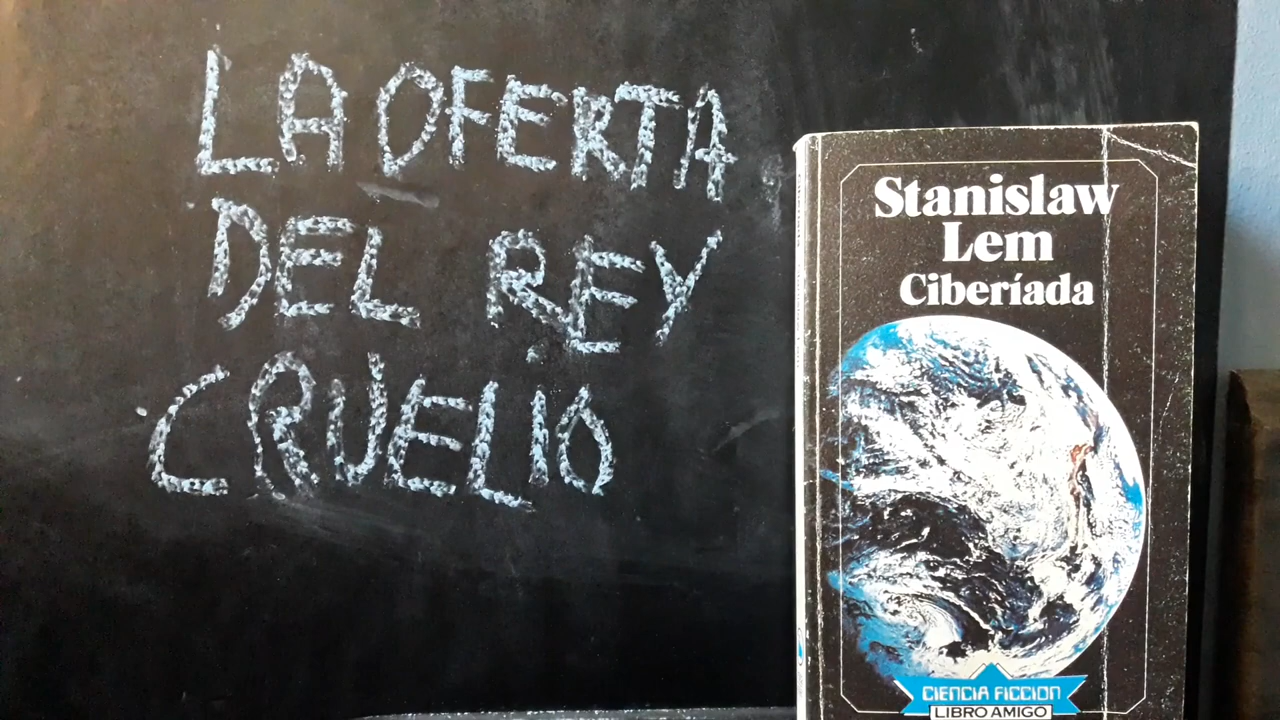 LA OFERTA
DEL REY
CRUELIO
Stanislaw
Lem
Ciberíada
CIENCIA FICCION
LIBRO AMIGO